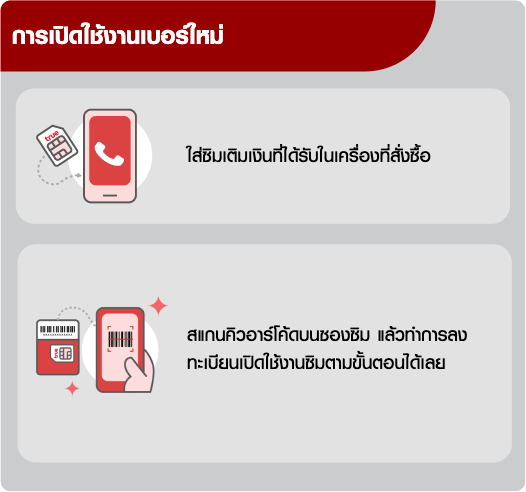 การเปิดใช้งานเบอร์ใหม่
true
ใส่ซิมเติมเงินที่ได้รับในเครื่องที่สั่งซื้อ
true
สแกนคิวอาร์โค้ดบนซองซิม แล้วทำการลง
ทะเบียนเปิดใช้งานซิมตามขั้นตอนได้เลย